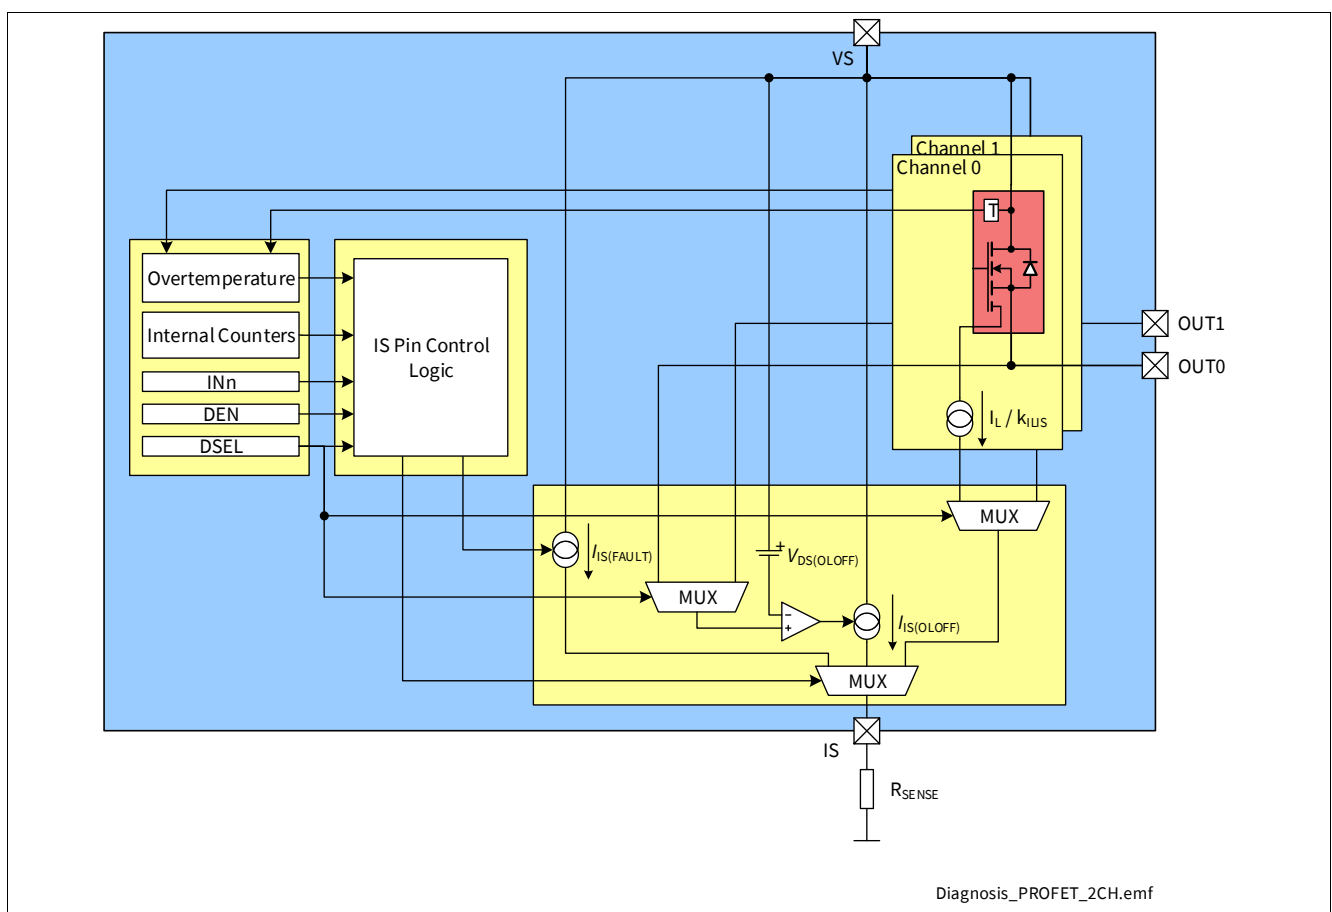 VS
Channel 1
Channel 0
T
Overtemperature
Internal Counters
INn
DEN
DSEL
IS Pin Control
Logic
OUT1
OUT0
IL / kILIS
MUX
IIS(FAULT)
+
VDS(OLOFF)
MUX
−
+
IIS(OLOFF)
MUX
IS
RSENSE
Diagnosis_PROFET_2CH.emf